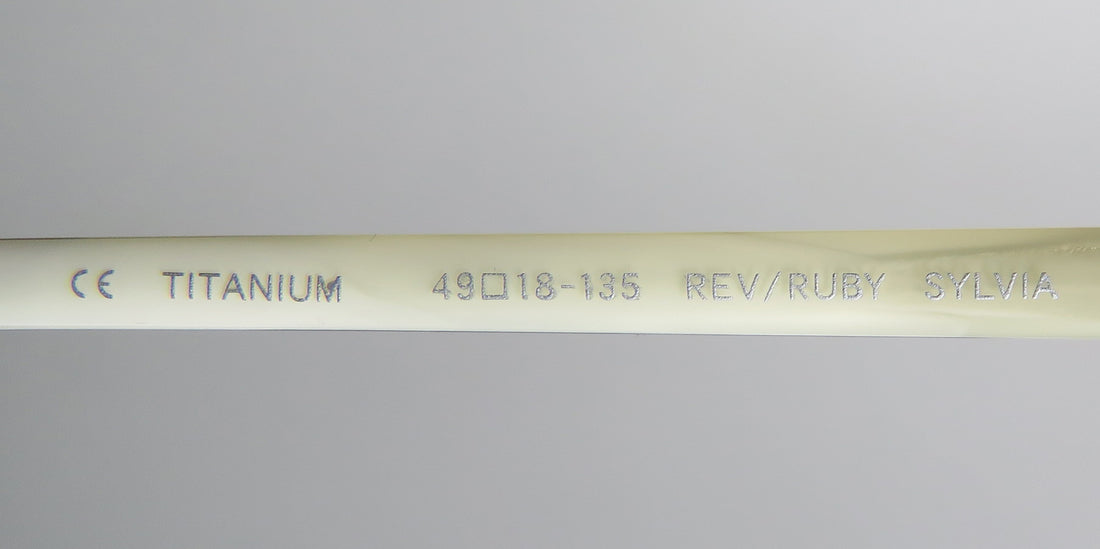 CE TITANIUM 49□18-135 REV/RUBY SYLVIA